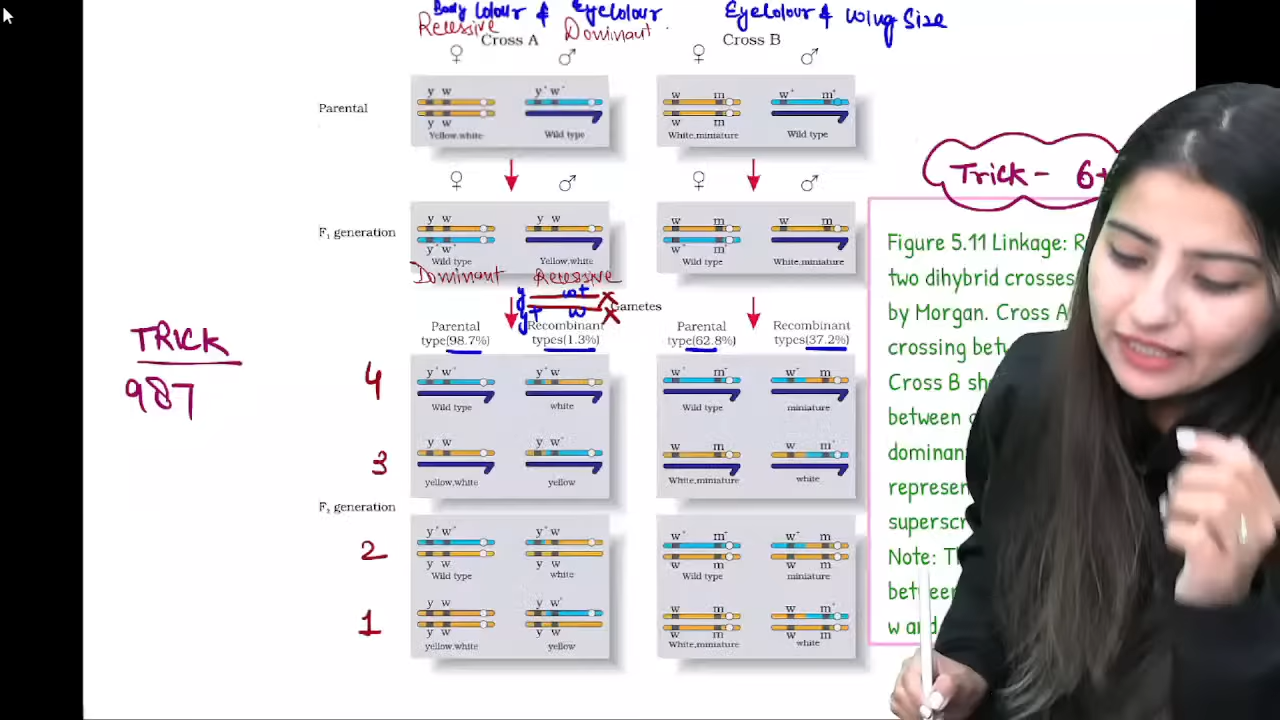 Body Colour & Eyecolour
Eyecolour & Wing Size
Recessive
Cross A
Dominant
Cross B
♀ ♂ ♀ ♂
Parental
y w
y⁺ w⁺
w m
w⁺ m⁺
y w
w m
Yellow,white
Wild type
White,miniature
Wild type
♀ ♂ ♀ ♂
Trick - 6+
F₁ generation
y w
y w
w m
w m
y⁺ w⁺
w⁺ m⁺
Wild type
Yellow,white
Wild type
White,miniature
Dominant
Recessive
y w+
y+ w
Gametes
Figure 5.11 Linkage: R
two dihybrid crosses
by Morgan. Cross A
crossing bet
Cross B sh
between
dominan
represen
superscr
Note: T
between
w and
TRICK
987
Parental
type(98.7%)
Recombinant
types(1.3%)
Parental
type(62.8%)
Recombinant
types(37.2%)
4
y⁺ w⁺
y⁺ w
w⁺ m⁺
w⁺ m
Wild type
white
Wild type
miniature
3
y w
y w⁺
w m
w m⁺
yellow,white
yellow
White,miniature
white
F₂ generation
2
y⁺ w⁺
y⁺ w
w⁺ m⁺
w⁺ m
y w
y w
w m
w m
Wild type
white
Wild type
miniature
1
y w
y w⁺
w m
w m⁺
y w
y w
w m
w m
yellow,white
yellow
White,miniature
white